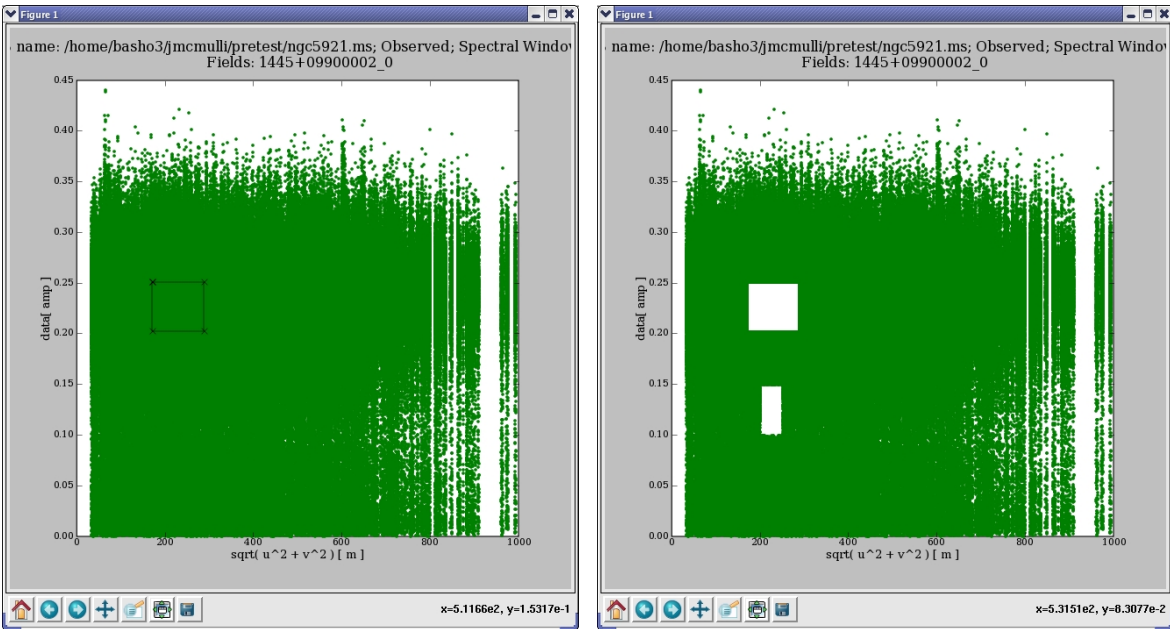 Figure 1
name: /home/basho3/jmcmulli/pretest/ngc5921.ms; Observed; Spectral Window
Fields: 1445+09900002_0
0.45
0.40
0.35
0.30
0.25
0.20
0.15
0.10
0.05
0.00
data[ amp ]
0
200
400
600
800
1000
sqrt( u^2 + v^2 ) [ m ]
x=5.1166e2, y=1.5317e-1
Figure 1
name: /home/basho3/jmcmulli/pretest/ngc5921.ms; Observed; Spectral Window
Fields: 1445+09900002_0
0.45
0.40
0.35
0.30
0.25
0.20
0.15
0.10
0.05
0.00
data[ amp ]
0
200
400
600
800
1000
sqrt( u^2 + v^2 ) [ m ]
x=5.3151e2, y=8.3077e-2